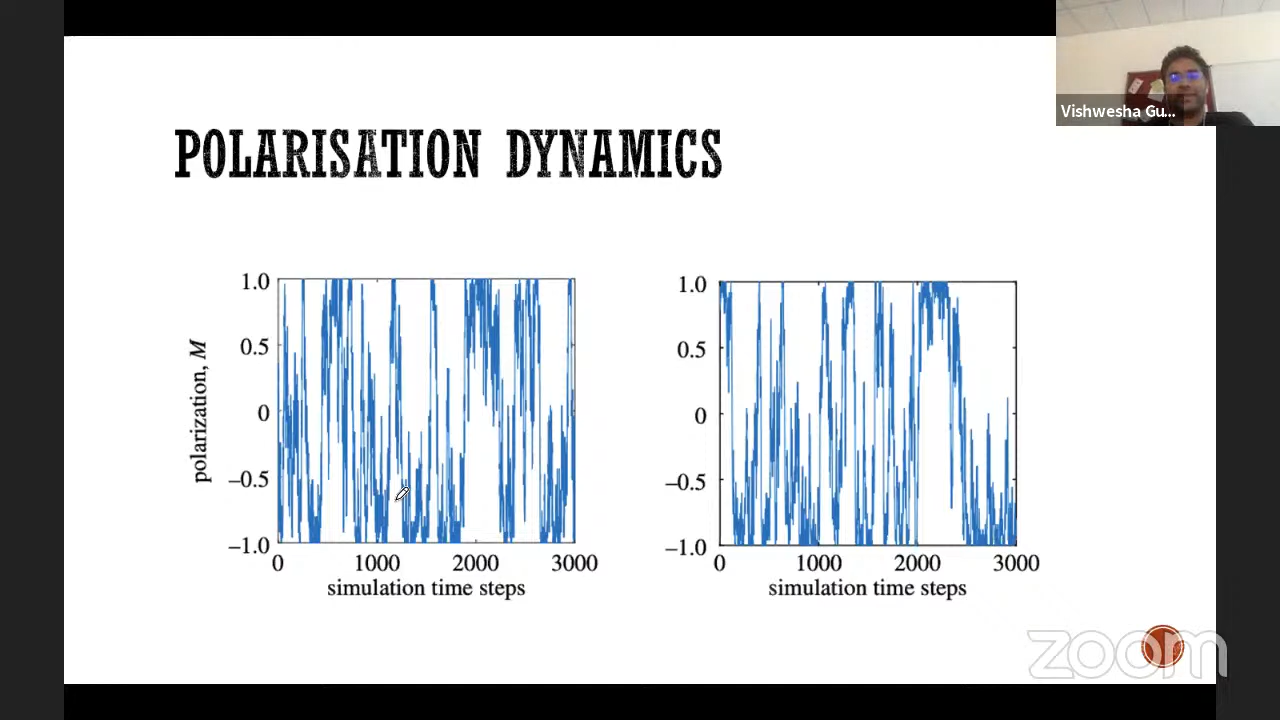 Vishwesha Gu...
POLARISATION DYNAMICS
1.0
0.5
0
–0.5
–1.0
polarization, M
0 1000 2000 3000
simulation time steps
1.0
0.5
0
–0.5
–1.0
0 1000 2000 3000
simulation time steps
zoom